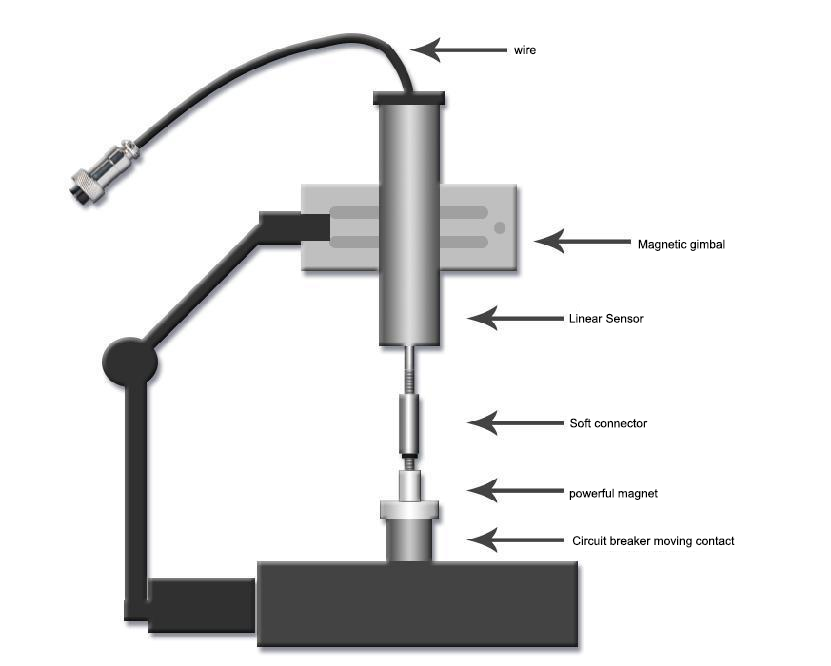 wire
Magnetic gimbal
Linear Sensor
Soft connector
powerful magnet
Circuit breaker moving contact